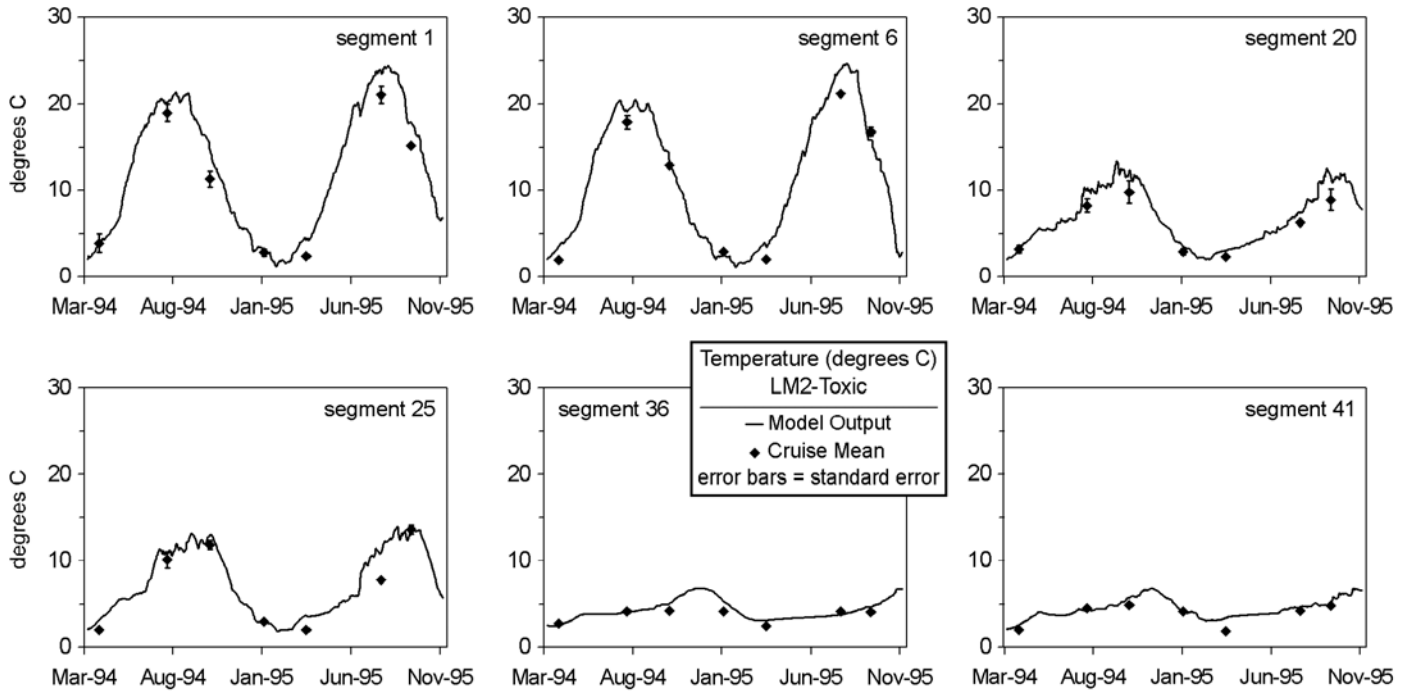 30
20
10
0
degrees C
segment 1
Mar-94 Aug-94 Jan-95 Jun-95 Nov-95
30
20
10
0
segment 6
Mar-94 Aug-94 Jan-95 Jun-95 Nov-95
30
20
10
0
segment 20
Mar-94 Aug-94 Jan-95 Jun-95 Nov-95
Temperature (degrees C)
LM2-Toxic
Model Output
Cruise Mean
error bars = standard error
30
20
10
0
degrees C
segment 25
Mar-94 Aug-94 Jan-95 Jun-95 Nov-95
30
20
10
0
segment 36
Mar-94 Aug-94 Jan-95 Jun-95 Nov-95
30
20
10
0
segment 41
Mar-94 Aug-94 Jan-95 Jun-95 Nov-95